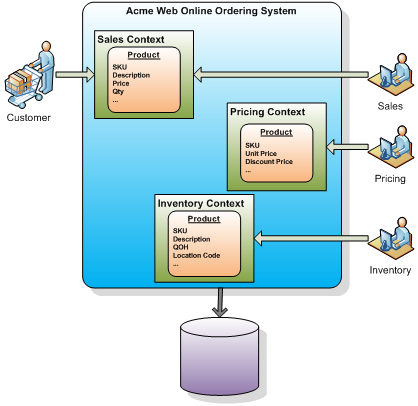 Acme Web Online Ordering System
Sales Context
Product
SKU
Description
Price
Qty
...
Customer
Sales
Pricing Context
Product
SKU
Unit Price
Discount Price
...
Pricing
Inventory Context
Product
SKU
Description
QOH
Location Code
...
Inventory